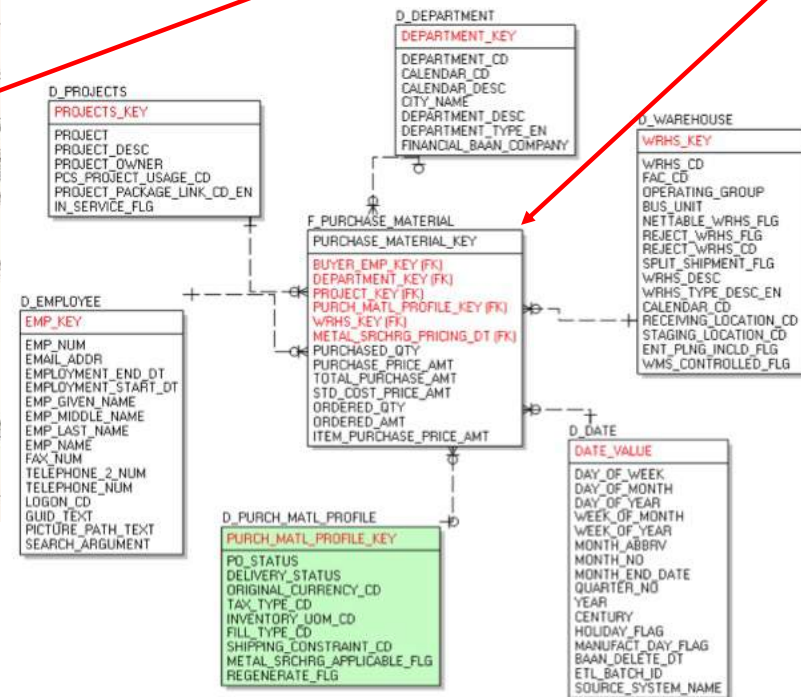 D_DEPARTMENT
DEPARTMENT_KEY
DEPARTMENT_CD
CALENDAR_CD
CALENDAR_DESC
CITY_NAME
DEPARTMENT_DESC
DEPARTMENT_TYPE_EN
FINANCIAL_BAAN_COMPANY
D_PROJECTS
PROJECTS_KEY
PROJECT
PROJECT_DESC
PROJECT_OWNER
PCS_PROJECT_USAGE_CD
PROJECT_PACKAGE_LINK_CD_EN
IN_SERVICE_FLG
D_WAREHOUSE
WRHS_KEY
WRHS_CD
FAC_CD
OPERATING_GROUP
BUS_UNIT
NETTABLE_WRHS_FLG
REJECT_WRHS_FLG
REJECT_WRHS_CD
SPLIT_SHIPMENT_FLG
WRHS_DESC
WRHS_TYPE_DESC_EN
CALENDAR_CD
RECEIVING_LOCATION_CD
STAGING_LOCATION_CD
ENT_PLNG_INCLD_FLG
WMS_CONTROLLED_FLG
F_PURCHASE_MATERIAL
PURCHASE_MATERIAL_KEY
BUYER_EMP_KEY (FK)
DEPARTMENT_KEY (FK)
PROJECT_KEY (FK)
PURCH_MATL_PROFILE_KEY (FK)
WRHS_KEY (FK)
METAL_SRCHRG_PRICING_DT (FK)
PURCHASED_QTY
PURCHASE_PRICE_AMT
TOTAL_PURCHASE_AMT
STD_COST_PRICE_AMT
ORDERED_QTY
ORDERED_AMT
ITEM_PURCHASE_PRICE_AMT
D_EMPLOYEE
EMP_KEY
EMP_NUM
EMAIL_ADDR
EMPLOYMENT_END_DT
EMPLOYMENT_START_DT
EMP_GIVEN_NAME
EMP_MIDDLE_NAME
EMP_LAST_NAME
EMP_NAME
FAX_NUM
TELEPHONE_2_NUM
TELEPHONE_NUM
LOGON_CD
GUID_TEXT
PICTURE_PATH_TEXT
SEARCH_ARGUMENT
D_DATE
DATE_VALUE
DAY_OF_WEEK
DAY_OF_MONTH
DAY_OF_YEAR
WEEK_OF_MONTH
WEEK_OF_YEAR
MONTH_ABBRV
MONTH_NO
MONTH_END_DATE
QUARTER_NO
YEAR
CENTURY
HOLIDAY_FLAG
MANUFACT_DAY_FLAG
BAAN_DELETE_DT
ETL_BATCH_ID
SOURCE_SYSTEM_NAME
D_PURCH_MATL_PROFILE
PURCH_MATL_PROFILE_KEY
PO_STATUS
DELIVERY_STATUS
ORIGINAL_CURRENCY_CD
TAX_TYPE_CD
INVENTORY_UOM_CD
FILL_TYPE_CD
SHIPPING_CONSTRAINT_CD
METAL_SRCHRG_APPLICABLE_FLG
REGENERATE_FLG